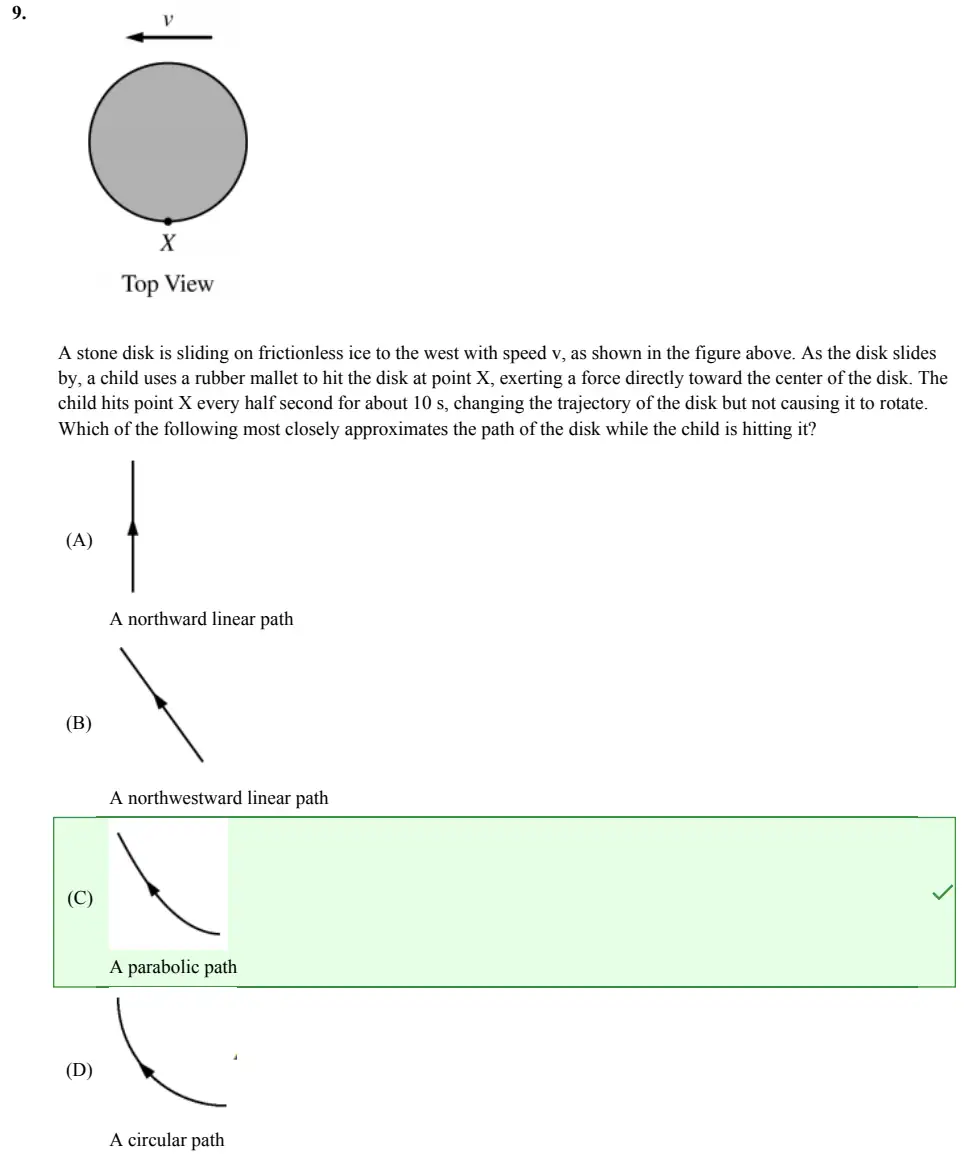 9.
v
X
Top View
A stone disk is sliding on frictionless ice to the west with speed v, as shown in the figure above. As the disk slides
by, a child uses a rubber mallet to hit the disk at point X, exerting a force directly toward the center of the disk. The
child hits point X every half second for about 10 s, changing the trajectory of the disk but not causing it to rotate.
Which of the following most closely approximates the path of the disk while the child is hitting it?
(A)
A northward linear path
(B)
A northwestward linear path
(C)
A parabolic path
(D)
A circular path